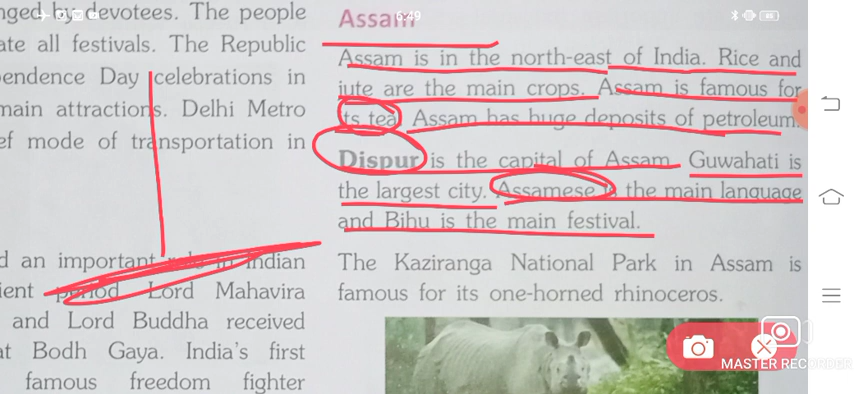 6:49
nged by devotees. The people
ate all festivals. The Republic
endence Day celebrations in
main attractions. Delhi Metro
ef mode of transportation in
d an important role in Indian
ient period. Lord Mahavira
and Lord Buddha received
at Bodh Gaya. India's first
famous freedom fighter
Assam
Assam is in the north-east of India. Rice and
jute are the main crops. Assam is famous for
its tea. Assam has huge deposits of petroleum.
Dispur is the capital of Assam. Guwahati is
the largest city. Assamese is the main language
and Bihu is the main festival.
The Kaziranga National Park in Assam is
famous for its one-horned rhinoceros.
MASTER RECORDER